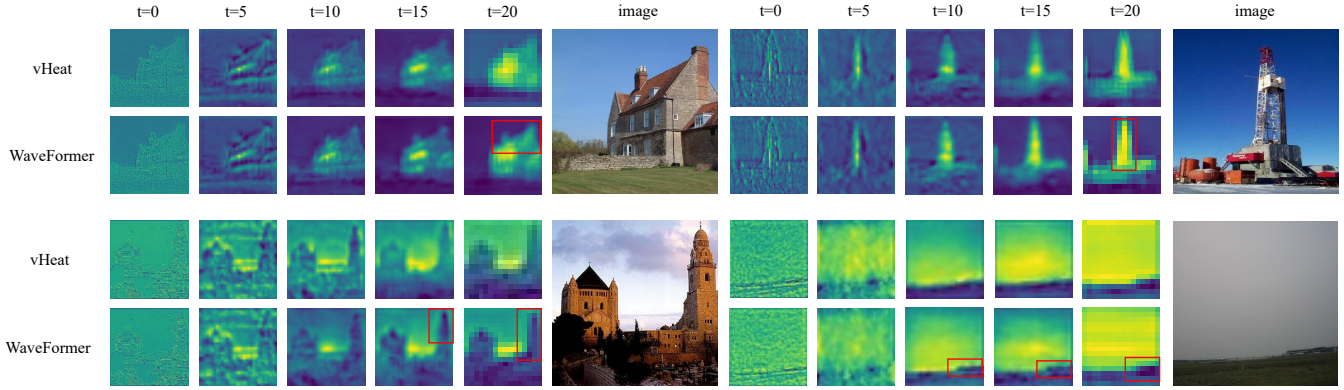 t=0 t=5 t=10 t=15 t=20 image t=0 t=5 t=10 t=15 t=20 image
vHeat
WaveFormer
vHeat
WaveFormer